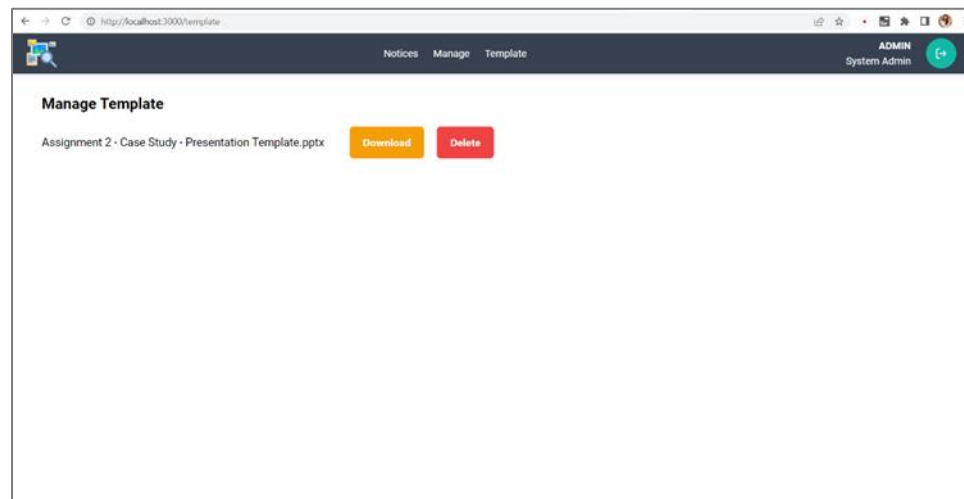 http://localhost:3000/template
Notices Manage Template
ADMIN
System Admin
Manage Template
Assignment 2 - Case Study - Presentation Template.pptx Download Delete